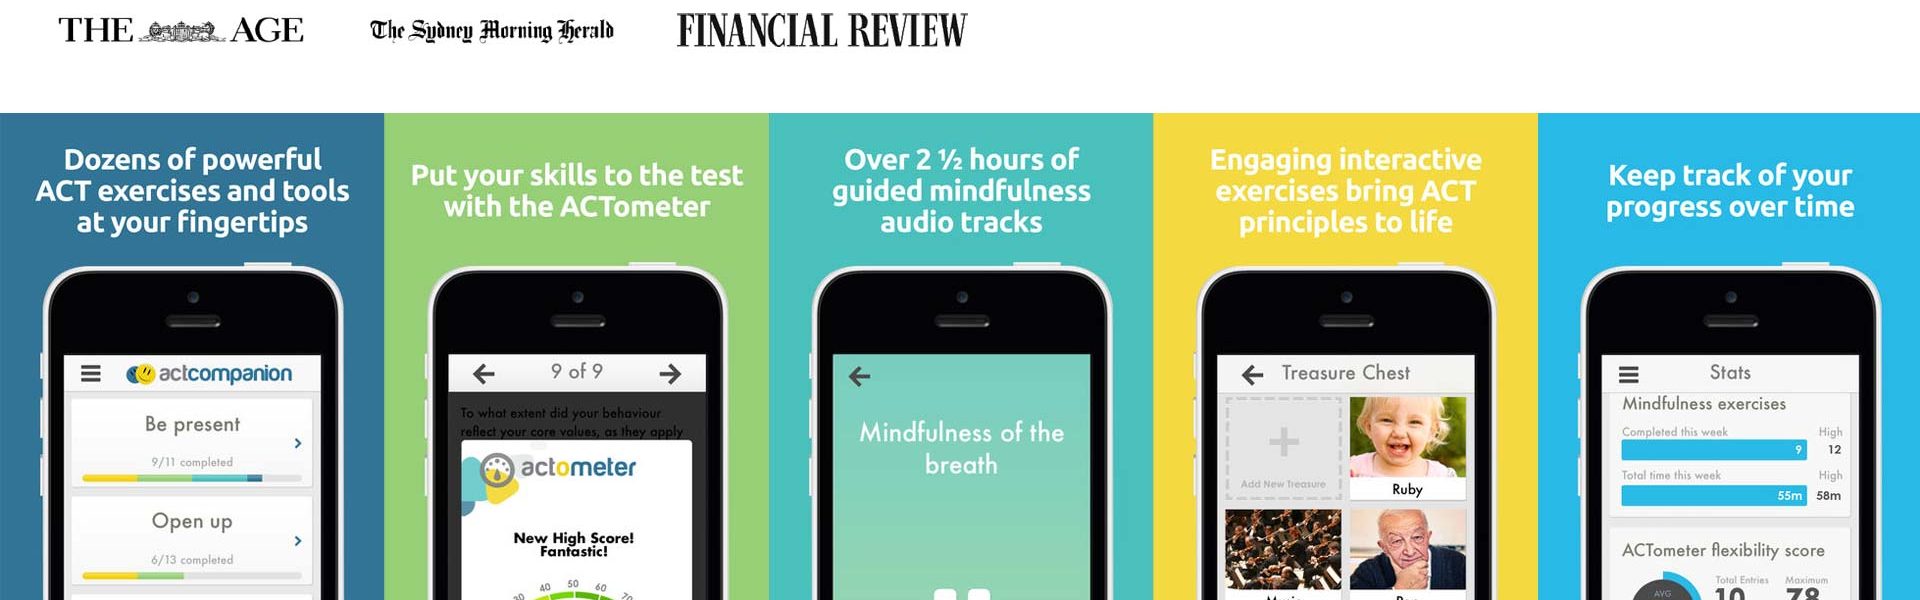 THE AGE
The Sydney Morning Herald
FINANCIAL REVIEW
Dozens of powerful
ACT exercises and tools
at your fingertips
actcompanion
Be present
9/11 completed
Open up
6/13 completed
Put your skills to the test
with the ACTometer
9 of 9
To what extent did your behaviour
reflect your core values, as they apply
actometer
New High Score!
Fantastic!
30 40 50 60 70
Over 2 ½ hours of
guided mindfulness
audio tracks
Mindfulness of the
breath
Engaging interactive
exercises bring ACT
principles to life
Treasure Chest
Add New Treasure
Ruby
Keep track of your
progress over time
Stats
Mindfulness exercises
Completed this week High
9 12
Total time this week High
55m 58m
ACTometer flexibility score
AVG
Total Entries Maximum
10 78